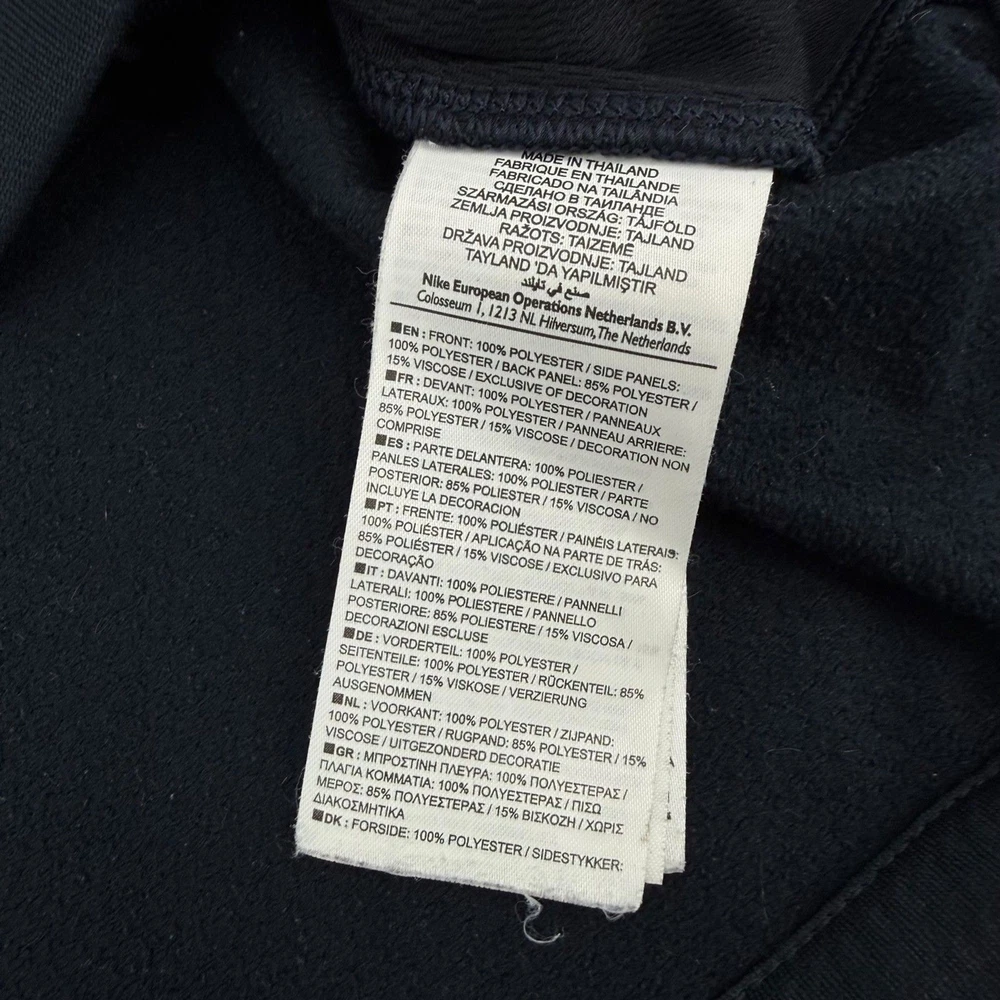 MADE IN THAILAND
FABRIQUE EN THAILANDE
FABRICADO NA TAILÂNDIA
СДЕЛАНО В ТАИЛАНДЕ
SZÁRMAZÁSI ORSZÁG: TÅJFÖLD
ZEMLJA PROIZVODNJE: TAJLAND
RAŽOTS: TAIZEMĒ
DRŽAVA PROIZVODNJE: TAJLAND
TAYLAND 'DA YAPILMIŞTIR
صنع في تايلند
Nike European Operations Netherlands B.V.
Colosseum 1, 1213 NL Hilversum, The Netherlands
EN : FRONT: 100% POLYESTER / SIDE PANELS:
100% POLYESTER / BACK PANEL: 85% POLYESTER /
15% VISCOSE / EXCLUSIVE OF DECORATION
FR : DEVANT: 100% POLYESTER / PANNEAUX
LATERAUX: 100% POLYESTER / PANNEAU ARRIERE:
85% POLYESTER / 15% VISCOSE / DECORATION NON
COMPRISE
ES : PARTE DELANTERA: 100% POLIESTER /
PANLES LATERALES: 100% POLIESTER / PARTE
POSTERIOR: 85% POLIESTER / 15% VISCOSA / NO
INCLUYE LA DECORACION
PT : FRENTE: 100% POLIÉSTER / PAINÉIS LATERAIS:
100% POLIÉSTER / APLICAÇÃO NA PARTE DE TRÁS:
85% POLIÉSTER / 15% VISCOSE / EXCLUSIVO PARA
DECORAÇÃO
IT : DAVANTI: 100% POLIESTERE / PANNELLI
LATERALI: 100% POLIESTERE / PANNELLO
POSTERIORE: 85% POLIESTERE / 15% VISCOSA /
DECORAZIONI ESCLUSE
DE : VORDERTEIL: 100% POLYESTER /
SEITENTEILE: 100% POLYESTER / RÜCKENTEIL: 85%
POLYESTER / 15% VISKOSE / VERZIERUNG
AUSGENOMMEN
NL : VOORKANT: 100% POLYESTER / ZIJPAND:
100% POLYESTER / RUGPAND: 85% POLYESTER / 15%
VISCOSE / UITGEZONDERD DECORATIE
GR : ΜΠΡΟΣΤΙΝΗ ΠΛΕΥΡΑ: 100% ΠΟΛΥΕΣΤΕΡΑΣ /
ΠΛΑΓΙΑ ΚΟΜΜΑΤΙΑ: 100% ΠΟΛΥΕΣΤΕΡΑΣ / ΠΙΣΩ
ΜΕΡΟΣ: 85% ΠΟΛΥΕΣΤΕΡΑΣ / 15% ΒΙΣΚΟΖΗ / ΧΩΡΙΣ
ΔΙΑΚΟΣΜΗΤΙΚΑ
DK : FORSIDE: 100% POLYESTER / SIDESTYKKER: